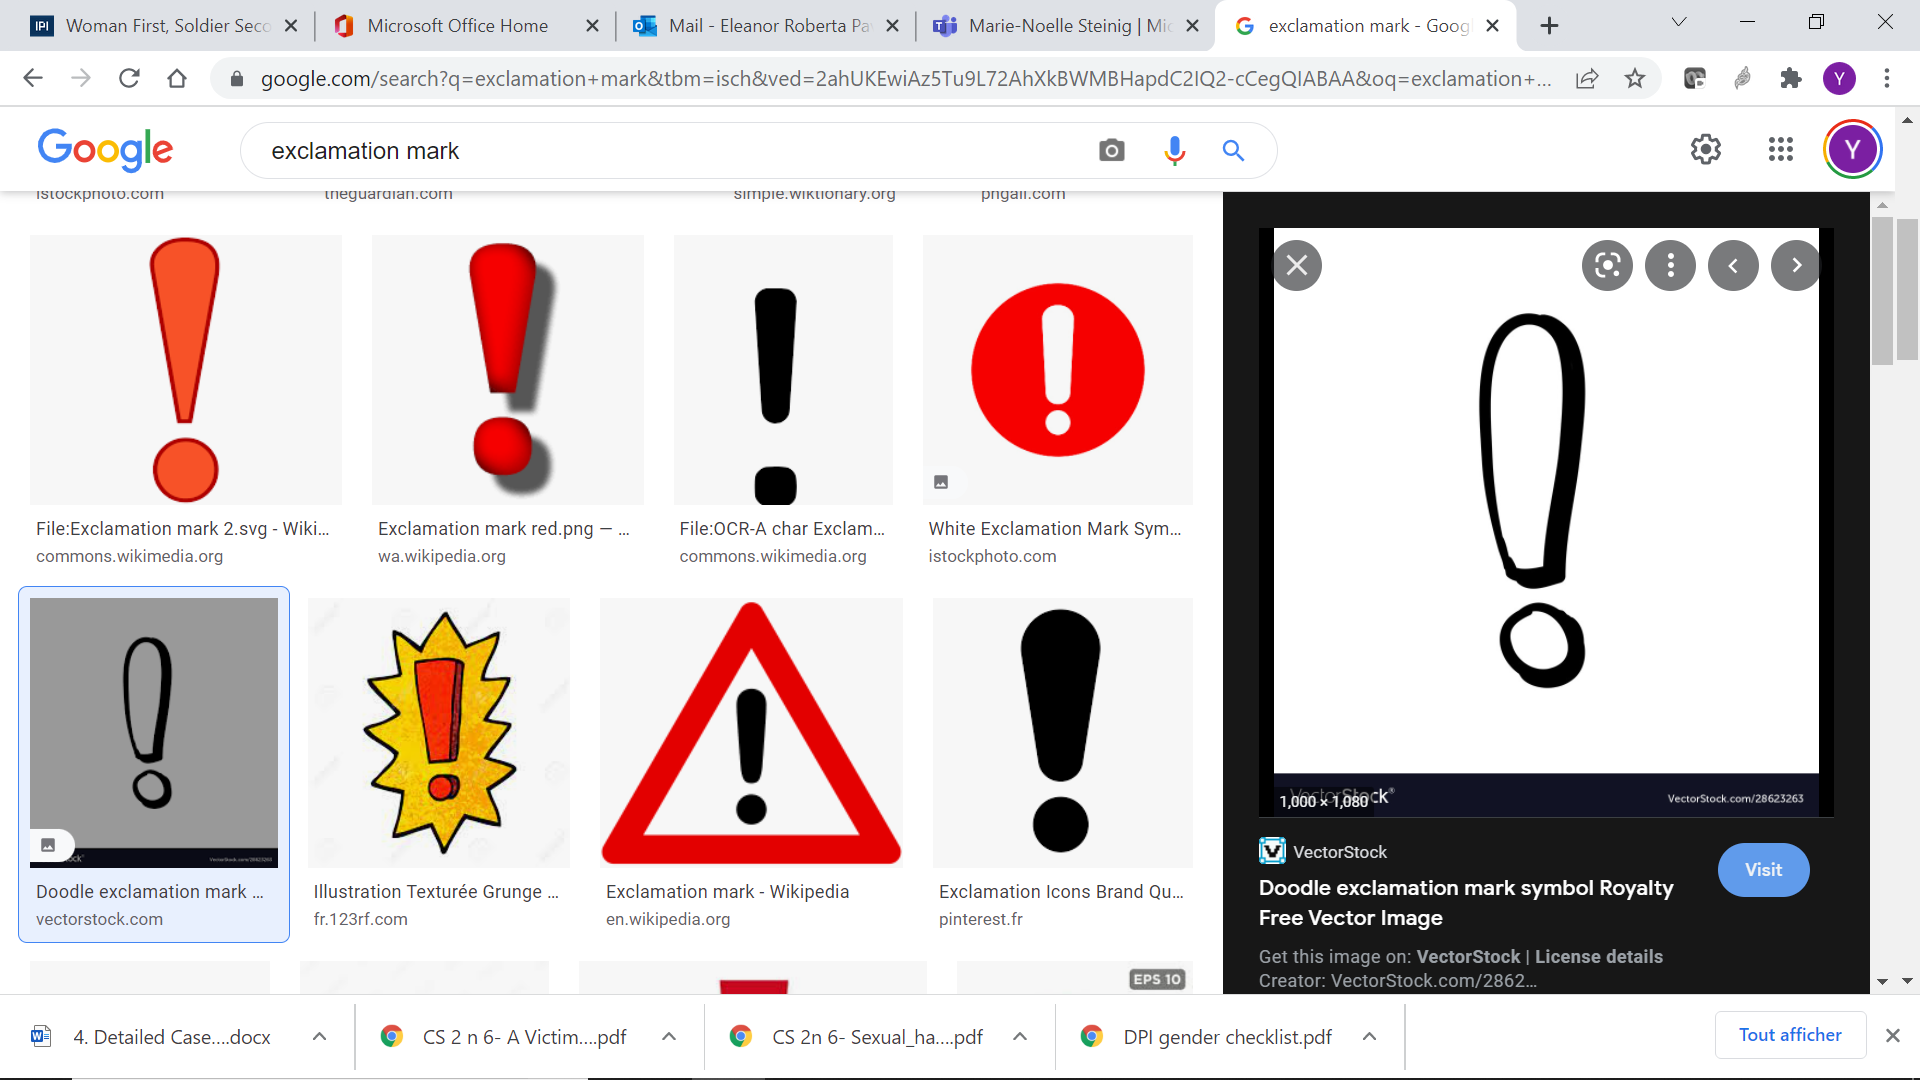 IPI Woman First, Soldier Seco
Microsoft Office Home
Mail - Eleanor Roberta Pa
Marie-Noelle Steinig | Mic
exclamation mark - Googl
google.com/search?q=exclamation+mark&tbm=isch&ved=2ahUKEwiAz5Tu9L72AhXkBWMBHapdC2IQ2-cCegQIABAA&oq=exclamation+...
Y
Google
exclamation mark
Y
istockphoto.com
theguardian.com
simple.wiktionary.org
pngall.com
File:Exclamation mark 2.svg - Wiki...
commons.wikimedia.org
Exclamation mark red.png — ...
wa.wikipedia.org
File:OCR-A char Exclam...
commons.wikimedia.org
White Exclamation Mark Sym...
istockphoto.com
Doodle exclamation mark ...
vectorstock.com
Illustration Texturée Grunge ...
fr.123rf.com
Exclamation mark - Wikipedia
en.wikipedia.org
Exclamation Icons Brand Qu...
pinterest.fr
EPS 10
VectorStock®
1,000 × 1,080
VectorStock.com/28623263
VectorStock
Visit
Doodle exclamation mark symbol Royalty
Free Vector Image
Get this image on: VectorStock | License details
Creator: VectorStock.com/2862...
4. Detailed Case....docx
CS 2 n 6- A Victim....pdf
CS 2n 6- Sexual_ha....pdf
DPI gender checklist.pdf
Tout afficher